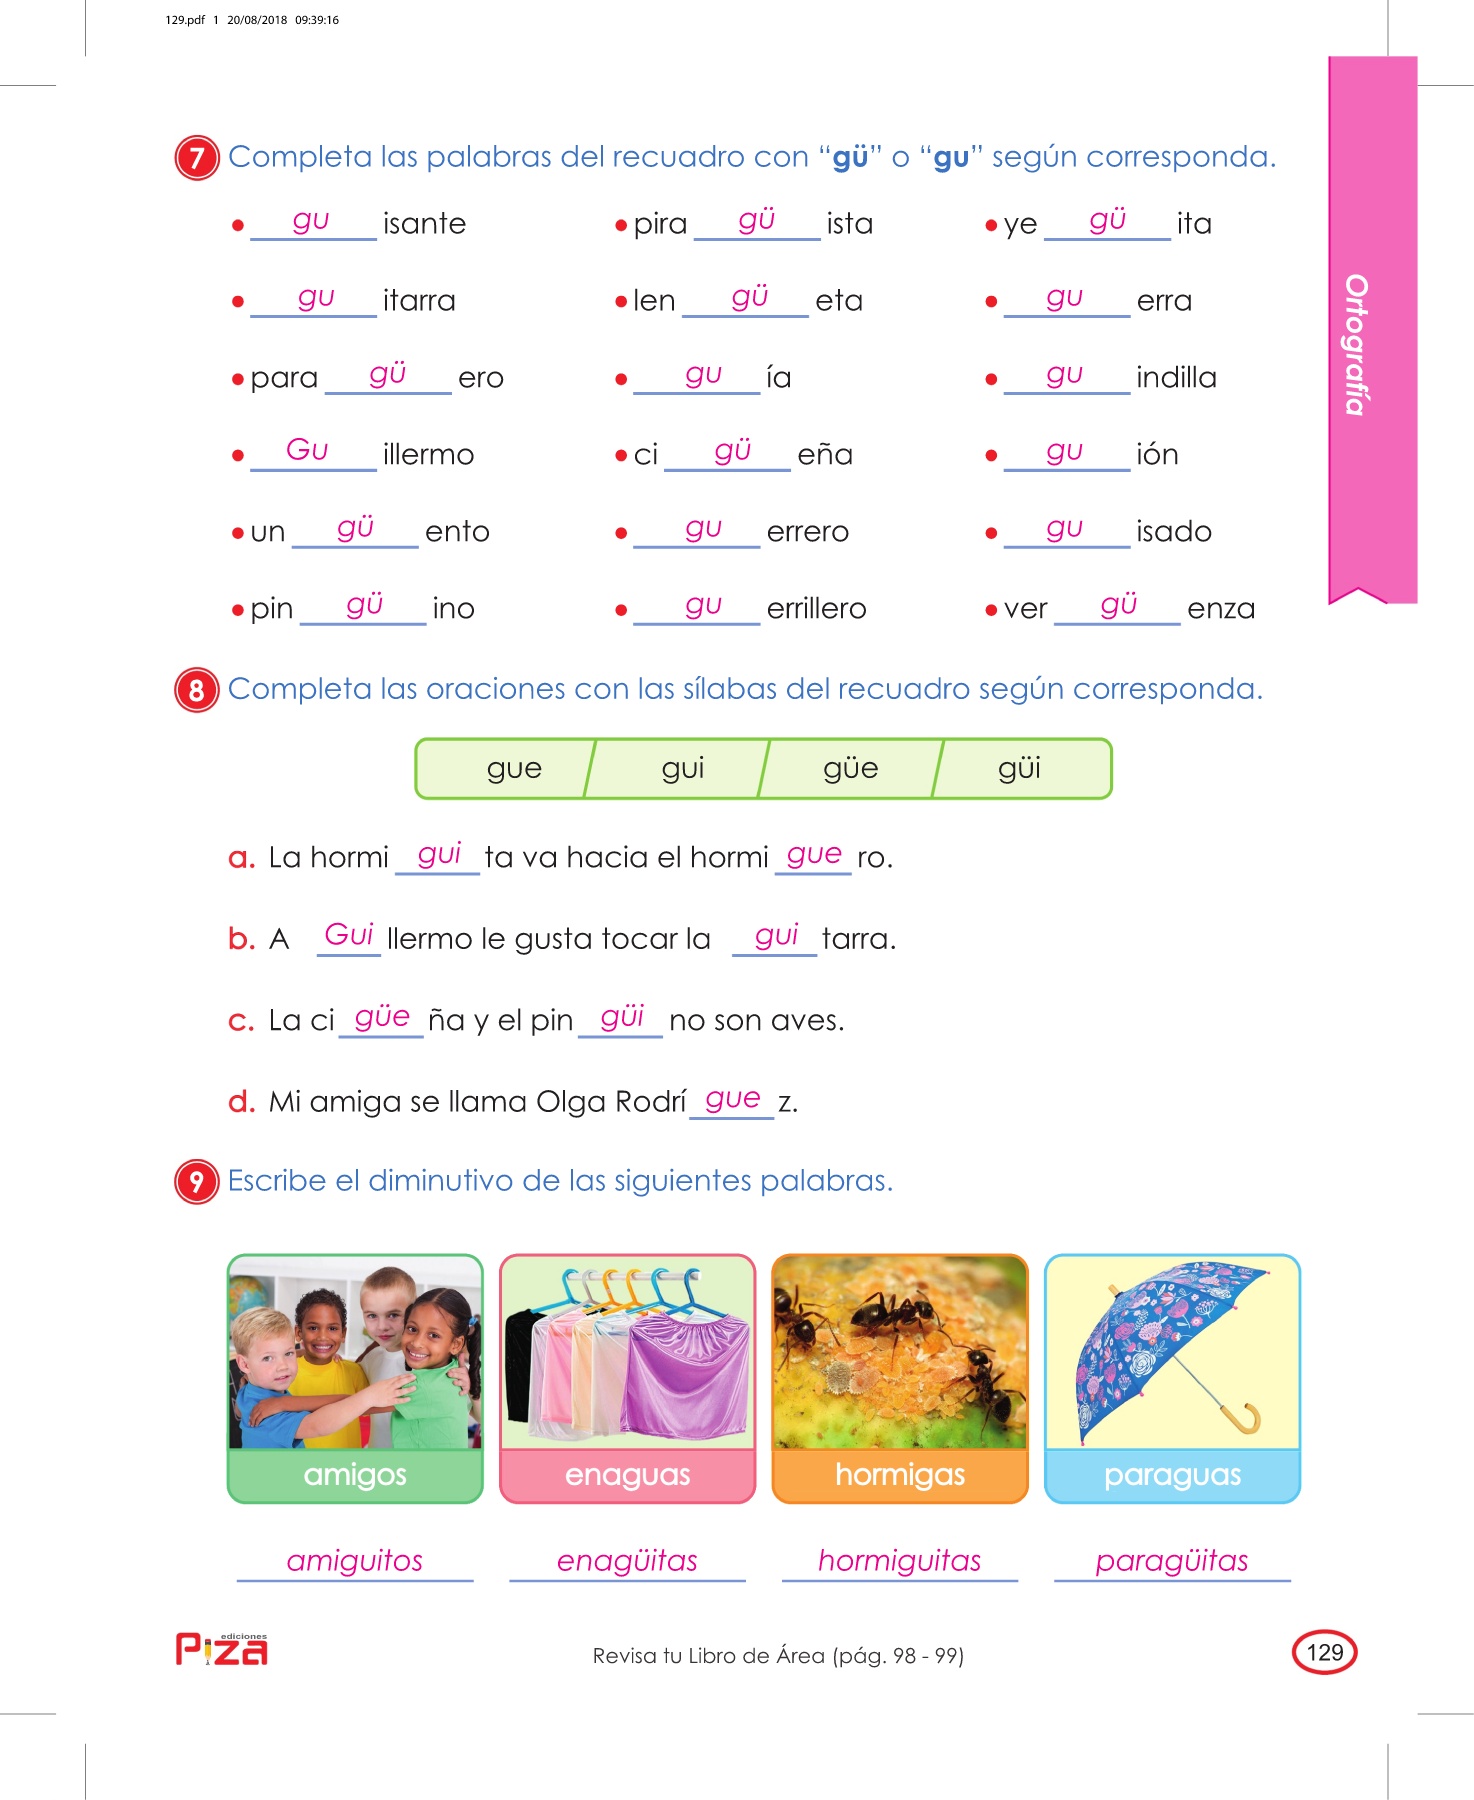 129.pdf 1 20/08/2018 09:39:16
Ortografía
7 Completa las palabras del recuadro con “gü” o “gu” según corresponda.
• gu isante • pira gü ista • ye gü ita
• gu itarra • len gü eta • gu erra
• para gü ero • gu ía • gu indilla
• Gu illermo • ci gü eña • gu ión
• un gü ento • gu errero • gu isado
• pin gü ino • gu errillero • ver gü enza
8 Completa las oraciones con las sílabas del recuadro según corresponda.
gue gui güe güi
a. La hormi gui ta va hacia el hormi gue ro.
b. A Gui llermo le gusta tocar la gui tarra.
c. La ci güe ña y el pin güi no son aves.
d. Mi amiga se llama Olga Rodrí gue z.
9 Escribe el diminutivo de las siguientes palabras.
amigos enaguas hormigas paraguas
amiguitos enagüitas hormiguitas paragüitas
ediciones
Piza
Revisa tu Libro de Área (pág. 98 - 99)
129